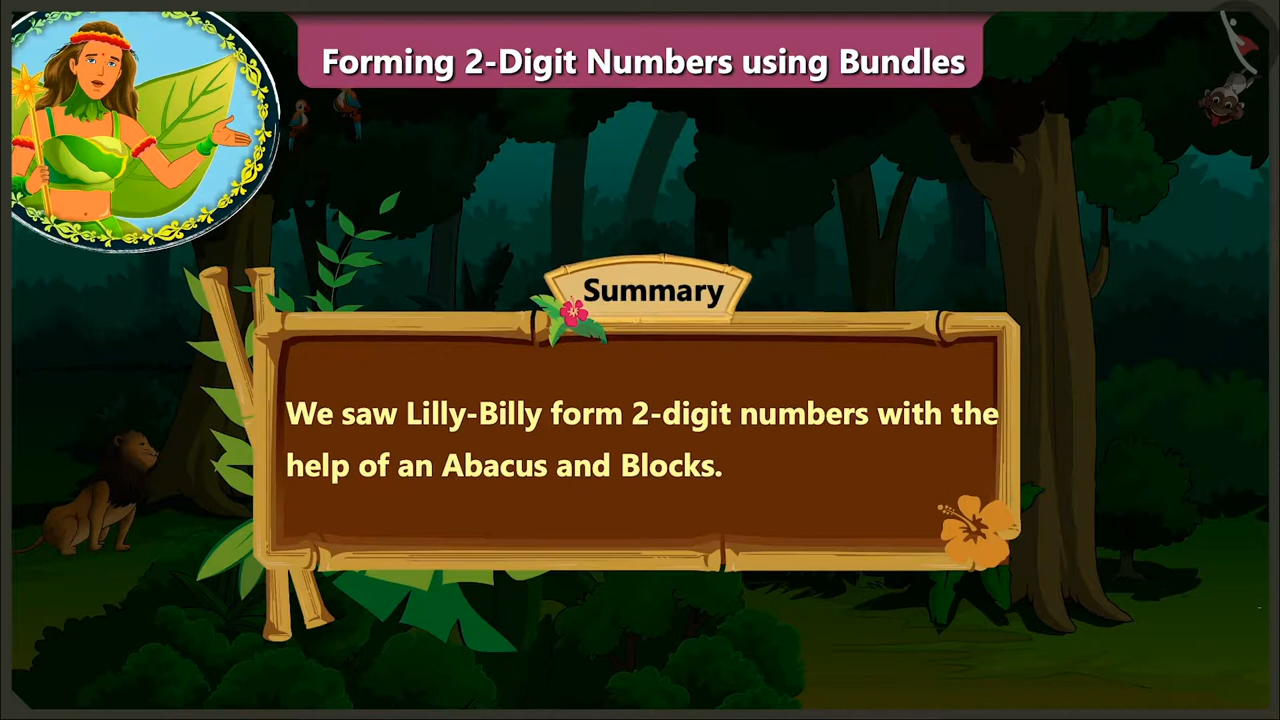 Forming 2-Digit Numbers using Bundles
Summary
We saw Lilly-Billy form 2-digit numbers with the
help of an Abacus and Blocks.